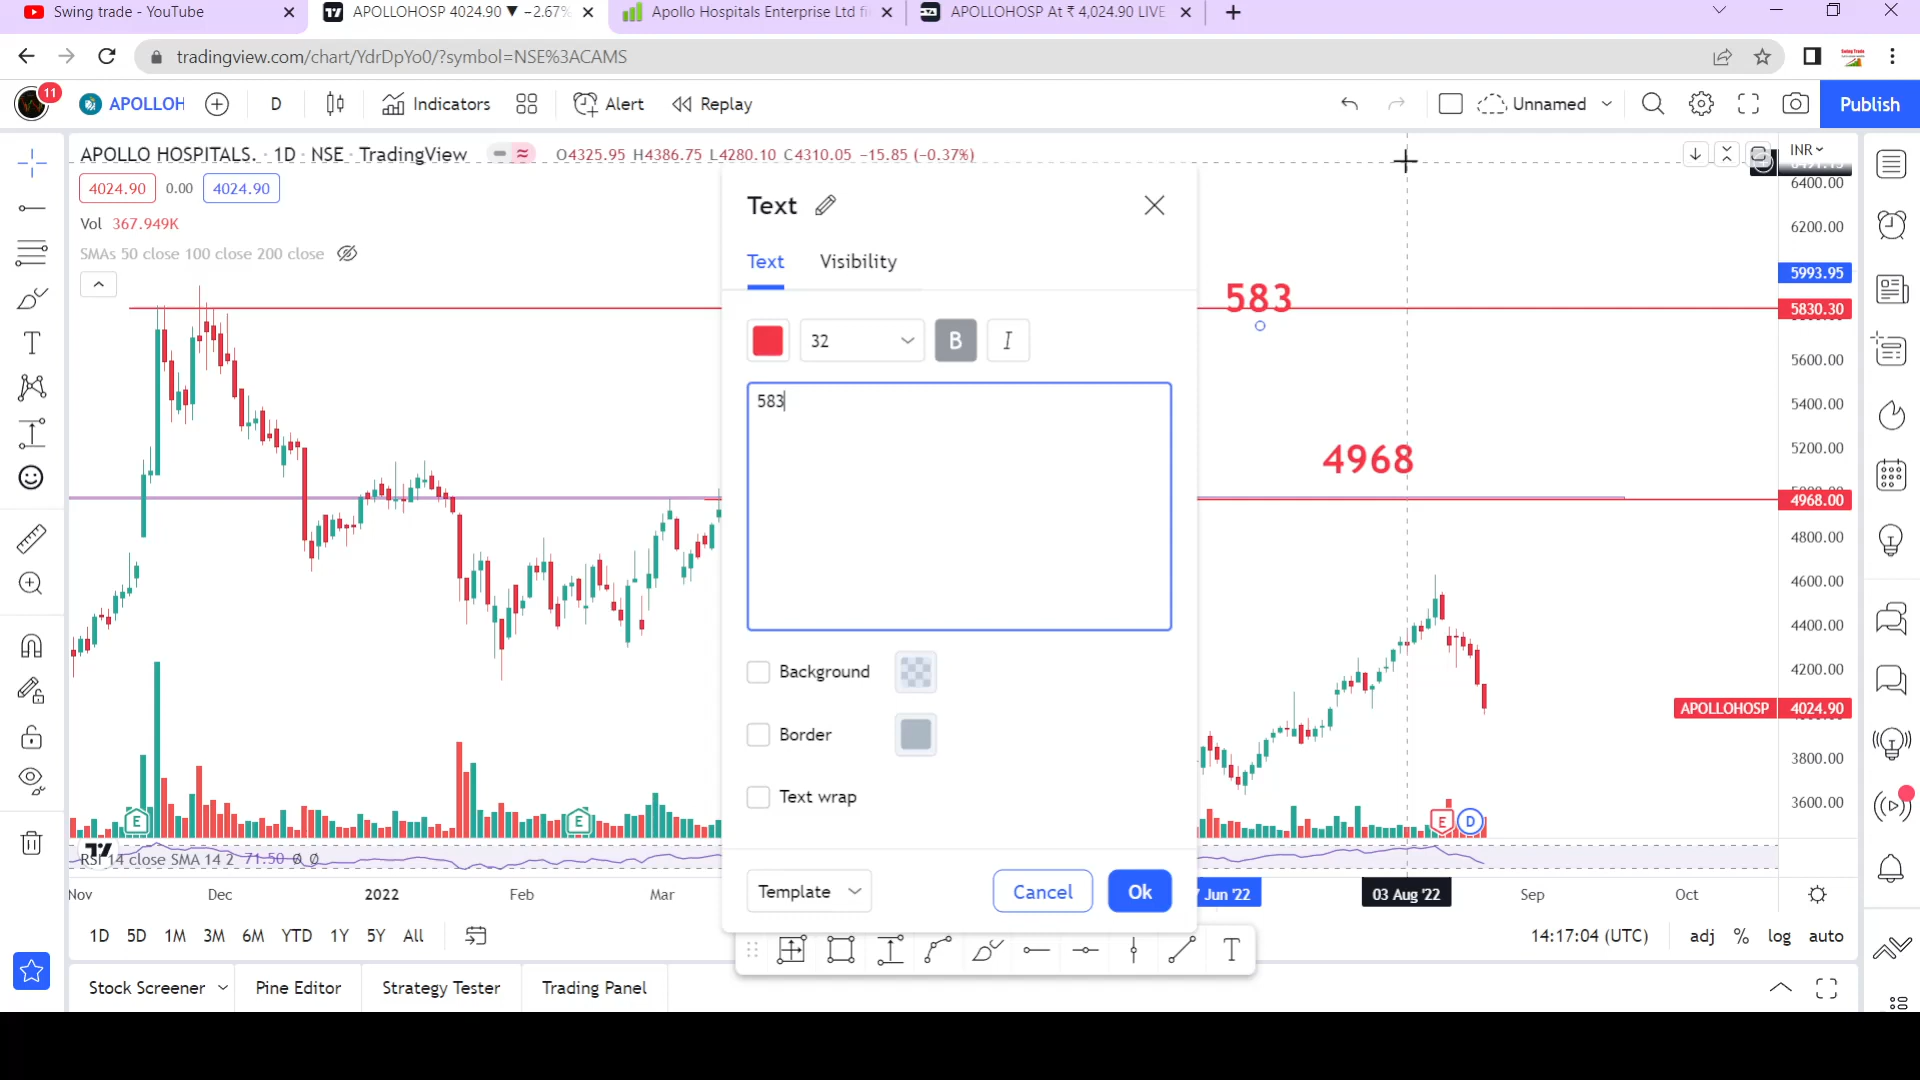 Swing trade - YouTube
APOLLOHOSP 4024.90 ▼ −2.67%
Apollo Hospitals Enterprise Ltd fi
APOLLOHOSP At ₹ 4,024.90 LIVE
tradingview.com/chart/YdrDpYo0/?symbol=NSE%3ACAMS
11
APOLLOH
D
Indicators
Alert
Replay
Unnamed
Publish
APOLLO HOSPITALS. · 1D · NSE · TradingView
O4325.95 H4386.75 L4280.10 C4310.05 −15.85 (−0.37%)
INR
4024.90 0.00 4024.90
Vol 367.949K
SMAs 50 close 100 close 200 close
6400.00
6200.00
5993.95
5830.30
5600.00
5400.00
5200.00
4968.00
4800.00
4600.00
4400.00
4200.00
APOLLOHOSP 4024.90
3800.00
3600.00
583
4968
Text
Text
Visibility
32
B
I
583
Background
Border
Text wrap
Template
Cancel
Ok
E
E
E
D
RSI 14 close SMA 14 2 71.50 ∅ ∅
Nov
Dec
2022
Feb
Mar
Jun '22
03 Aug '22
Sep
Oct
1D 5D 1M 3M 6M YTD 1Y 5Y All
14:17:04 (UTC)
adj % log auto
Stock Screener
Pine Editor
Strategy Tester
Trading Panel